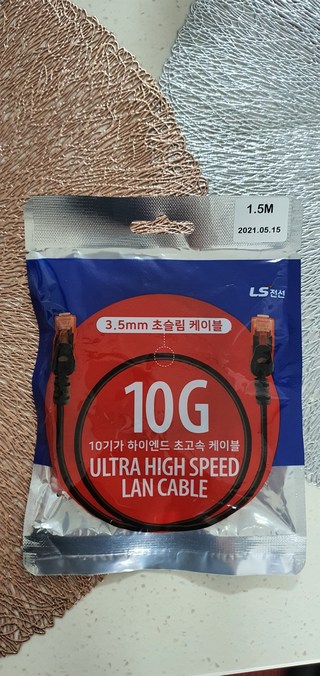 1.5M
2021.05.15
LS전선
3.5mm 초슬림 케이블
10G
10기가 하이엔드 초고속 케이블
ULTRA HIGH SPEED
LAN CABLE